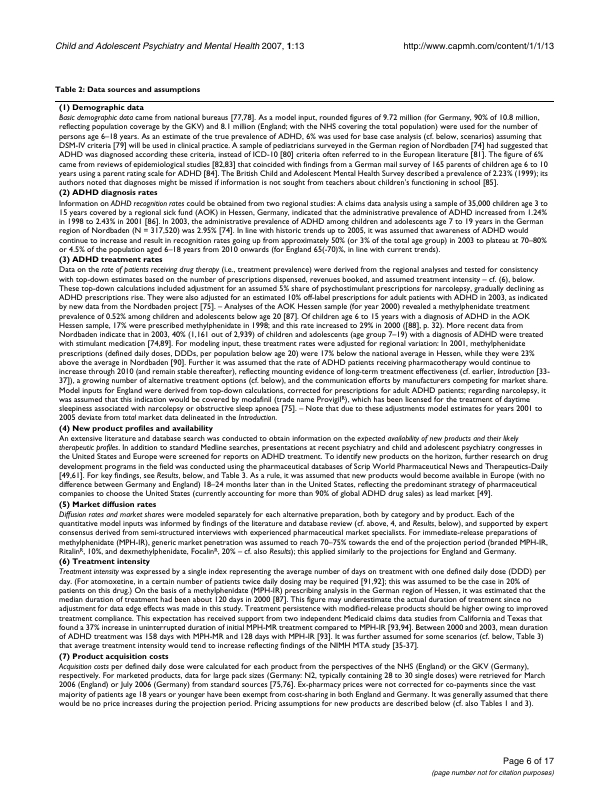 Child and Adolescent Psychiatry and Mental Health 2007, 1:13
http://www.capmh.com/content/1/1/13
Table 2: Data sources and assumptions
(1) Demographic data
Basic demographic data came from national bureaus [77,78]. As a model input, rounded figures of 9.72 million (for Germany, 90% of 10.8 million,
reflecting population coverage by the GKV) and 8.1 million (England; with the NHS covering the total population) were used for the number of
persons age 6–18 years. As an estimate of the true prevalence of ADHD, 6% was used for base case analysis (cf. below, scenarios) assuming that
DSM-IV criteria [79] will be used in clinical practice. A sample of pediatricians surveyed in the German region of Nordbaden [74] had suggested that
ADHD was diagnosed according these criteria, instead of ICD-10 [80] criteria often referred to in the European literature [81]. The figure of 6%
came from reviews of epidemiological studies [82,83] that coincided with findings from a German mail survey of 165 parents of children age 6 to 10
years using a parent rating scale for ADHD [84]. The British Child and Adolescent Mental Health Survey described a prevalence of 2.23% (1999); its
authors noted that diagnoses might be missed if information is not sought from teachers about children's functioning in school [85].
(2) ADHD diagnosis rates
Information on ADHD recognition rates could be obtained from two regional studies: A claims data analysis using a sample of 35,000 children age 3 to
15 years covered by a regional sick fund (AOK) in Hessen, Germany, indicated that the administrative prevalence of ADHD increased from 1.24%
in 1998 to 2.43% in 2001 [86]. In 2003, the administrative prevalence of ADHD among children and adolescents age 7 to 19 years in the German
region of Nordbaden (N = 317,520) was 2.95% [74]. In line with historic trends up to 2005, it was assumed that awareness of ADHD would
continue to increase and result in recognition rates going up from approximately 50% (or 3% of the total age group) in 2003 to plateau at 70–80%
or 4.5% of the population aged 6–18 years from 2010 onwards (for England 65(-70)%, in line with current trends).
(3) ADHD treatment rates
Data on the rate of patients receiving drug therapy (i.e., treatment prevalence) were derived from the regional analyses and tested for consistency
with top-down estimates based on the number of prescriptions dispensed, revenues booked, and assumed treatment intensity – cf. (6), below.
These top-down calculations included adjustment for an assumed 5% share of psychostimulant prescriptions for narcolepsy, gradually declining as
ADHD prescriptions rise. They were also adjusted for an estimated 10% off-label prescriptions for adult patients with ADHD in 2003, as indicated
by new data from the Nordbaden project [75]. – Analyses of the AOK Hessen sample (for year 2000) revealed a methylphenidate treatment
prevalence of 0.52% among children and adolescents below age 20 [87]. Of children age 6 to 15 years with a diagnosis of ADHD in the AOK
Hessen sample, 17% were prescribed methylphenidate in 1998; and this rate increased to 29% in 2000 ([88], p. 32). More recent data from
Nordbaden indicate that in 2003, 40% (1,161 out of 2,939) of children and adolescents (age group 7–19) with a diagnosis of ADHD were treated
with stimulant medication [74,89]. For modeling input, these treatment rates were adjusted for regional variation: In 2001, methylphenidate
prescriptions (defined daily doses, DDDs, per population below age 20) were 17% below the national average in Hessen, while they were 23%
above the average in Nordbaden [90]. Further it was assumed that the rate of ADHD patients receiving pharmacotherapy would continue to
increase through 2010 (and remain stable thereafter), reflecting mounting evidence of long-term treatment effectiveness (cf. earlier, Introduction [33-
37]), a growing number of alternative treatment options (cf. below), and the communication efforts by manufacturers competing for market share.
Model inputs for England were derived from top-down calculations, corrected for prescriptions for adult ADHD patients; regarding narcolepsy, it
was assumed that this indication would be covered by modafinil (trade name Provigil®), which has been licensed for the treatment of daytime
sleepiness associated with narcolepsy or obstructive sleep apnoea [75]. – Note that due to these adjustments model estimates for years 2001 to
2005 deviate from total market data delineated in the Introduction.
(4) New product profiles and availability
An extensive literature and database search was conducted to obtain information on the expected availability of new products and their likely
therapeutic profiles. In addition to standard Medline searches, presentations at recent psychiatry and child and adolescent psychiatry congresses in
the United States and Europe were screened for reports on ADHD treatment. To identify new products on the horizon, further research on drug
development programs in the field was conducted using the pharmaceutical databases of Scrip World Pharmaceutical News and Therapeutics-Daily
[49,61]. For key findings, see Results, below, and Table 3. As a rule, it was assumed that new products would become available in Europe (with no
difference between Germany and England) 18–24 months later than in the United States, reflecting the predominant strategy of pharmaceutical
companies to choose the United States (currently accounting for more than 90% of global ADHD drug sales) as lead market [49].
(5) Market diffusion rates
Diffusion rates and market shares were modeled separately for each alternative preparation, both by category and by product. Each of the
quantitative model inputs was informed by findings of the literature and database review (cf. above, 4, and Results, below), and supported by expert
consensus derived from semi-structured interviews with experienced pharmaceutical market specialists. For immediate-release preparations of
methylphenidate (MPH-IR), generic market penetration was assumed to reach 70–75% towards the end of the projection period (branded MPH-IR,
Ritalin®, 10%, and dexmethylphenidate, Focalin®, 20% – cf. also Results); this applied similarly to the projections for England and Germany.
(6) Treatment intensity
Treatment intensity was expressed by a single index representing the average number of days on treatment with one defined daily dose (DDD) per
day. (For atomoxetine, in a certain number of patients twice daily dosing may be required [91,92]; this was assumed to be the case in 20% of
patients on this drug.) On the basis of a methylphenidate (MPH-IR) prescribing analysis in the German region of Hessen, it was estimated that the
median duration of treatment had been about 120 days in 2000 [87]. This figure may underestimate the actual duration of treatment since no
adjustment for data edge effects was made in this study. Treatment persistence with modified-release products should be higher owing to improved
treatment compliance. This expectation has received support from two independent Medicaid claims data studies from California and Texas that
found a 37% increase in uninterrupted duration of initial MPH-MR treatment compared to MPH-IR [93,94]. Between 2000 and 2003, mean duration
of ADHD treatment was 158 days with MPH-MR and 128 days with MPH-IR [93]. It was further assumed for some scenarios (cf. below, Table 3)
that average treatment intensity would tend to increase reflecting findings of the NIMH MTA study [35-37].
(7) Product acquisition costs
Acquisition costs per defined daily dose were calculated for each product from the perspectives of the NHS (England) or the GKV (Germany),
respectively. For marketed products, data for large pack sizes (Germany: N2, typically containing 28 to 30 single doses) were retrieved for March
2006 (England) or July 2006 (Germany) from standard sources [75,76]. Ex-pharmacy prices were not corrected for co-payments since the vast
majority of patients age 18 years or younger have been exempt from cost-sharing in both England and Germany. It was generally assumed that there
would be no price increases during the projection period. Pricing assumptions for new products are described below (cf. also Tables 1 and 3).
Page 6 of 17
(page number not for citation purposes)